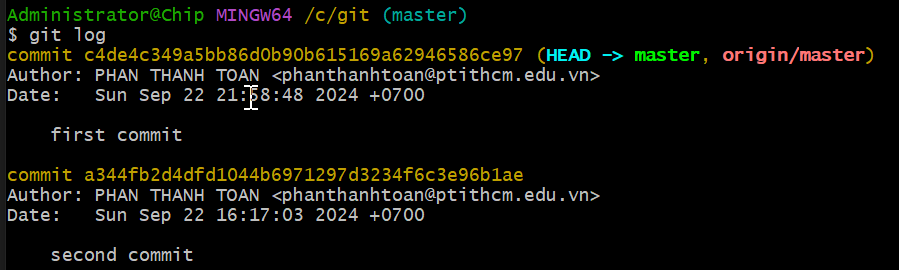 Administrator@Chip MINGW64 /c/git (master)
$ git log
commit c4de4c349a5bb86d0b90b615169a62946586ce97 (HEAD -> master, origin/master)
Author: PHAN THANH TOAN <phanthanhtoan@ptithcm.edu.vn>
Date:   Sun Sep 22 21:58:48 2024 +0700
    first commit
commit a344fb2d4dfd1044b6971297d3234f6c3e96b1ae
Author: PHAN THANH TOAN <phanthanhtoan@ptithcm.edu.vn>
Date:   Sun Sep 22 16:17:03 2024 +0700
    second commit